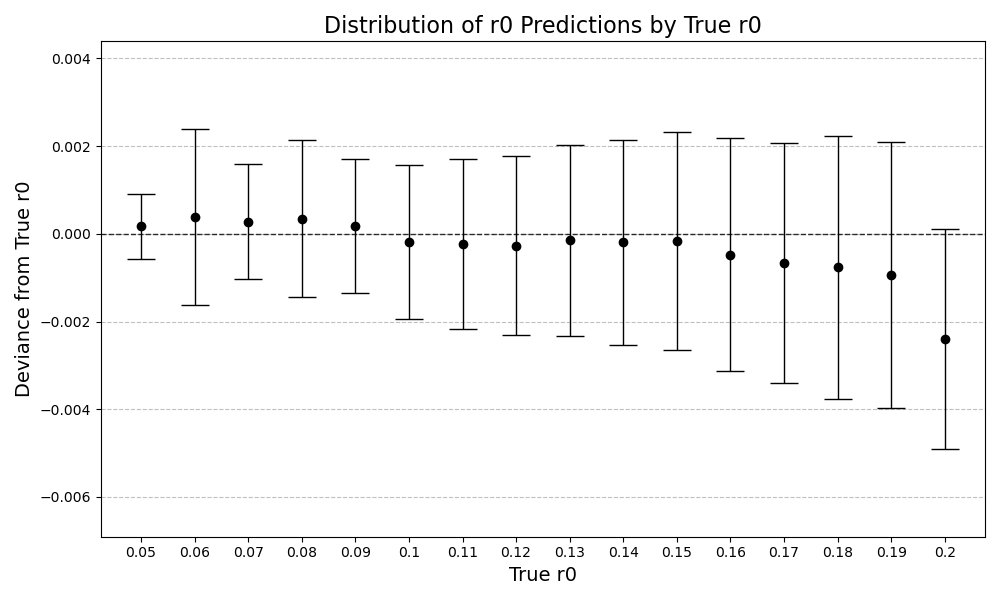 Distribution of r0 Predictions by True r0
Deviance from True r0
0.004
0.002
0.000
−0.002
−0.004
−0.006
0.05 0.06 0.07 0.08 0.09 0.1 0.11 0.12 0.13 0.14 0.15 0.16 0.17 0.18 0.19 0.2
True r0